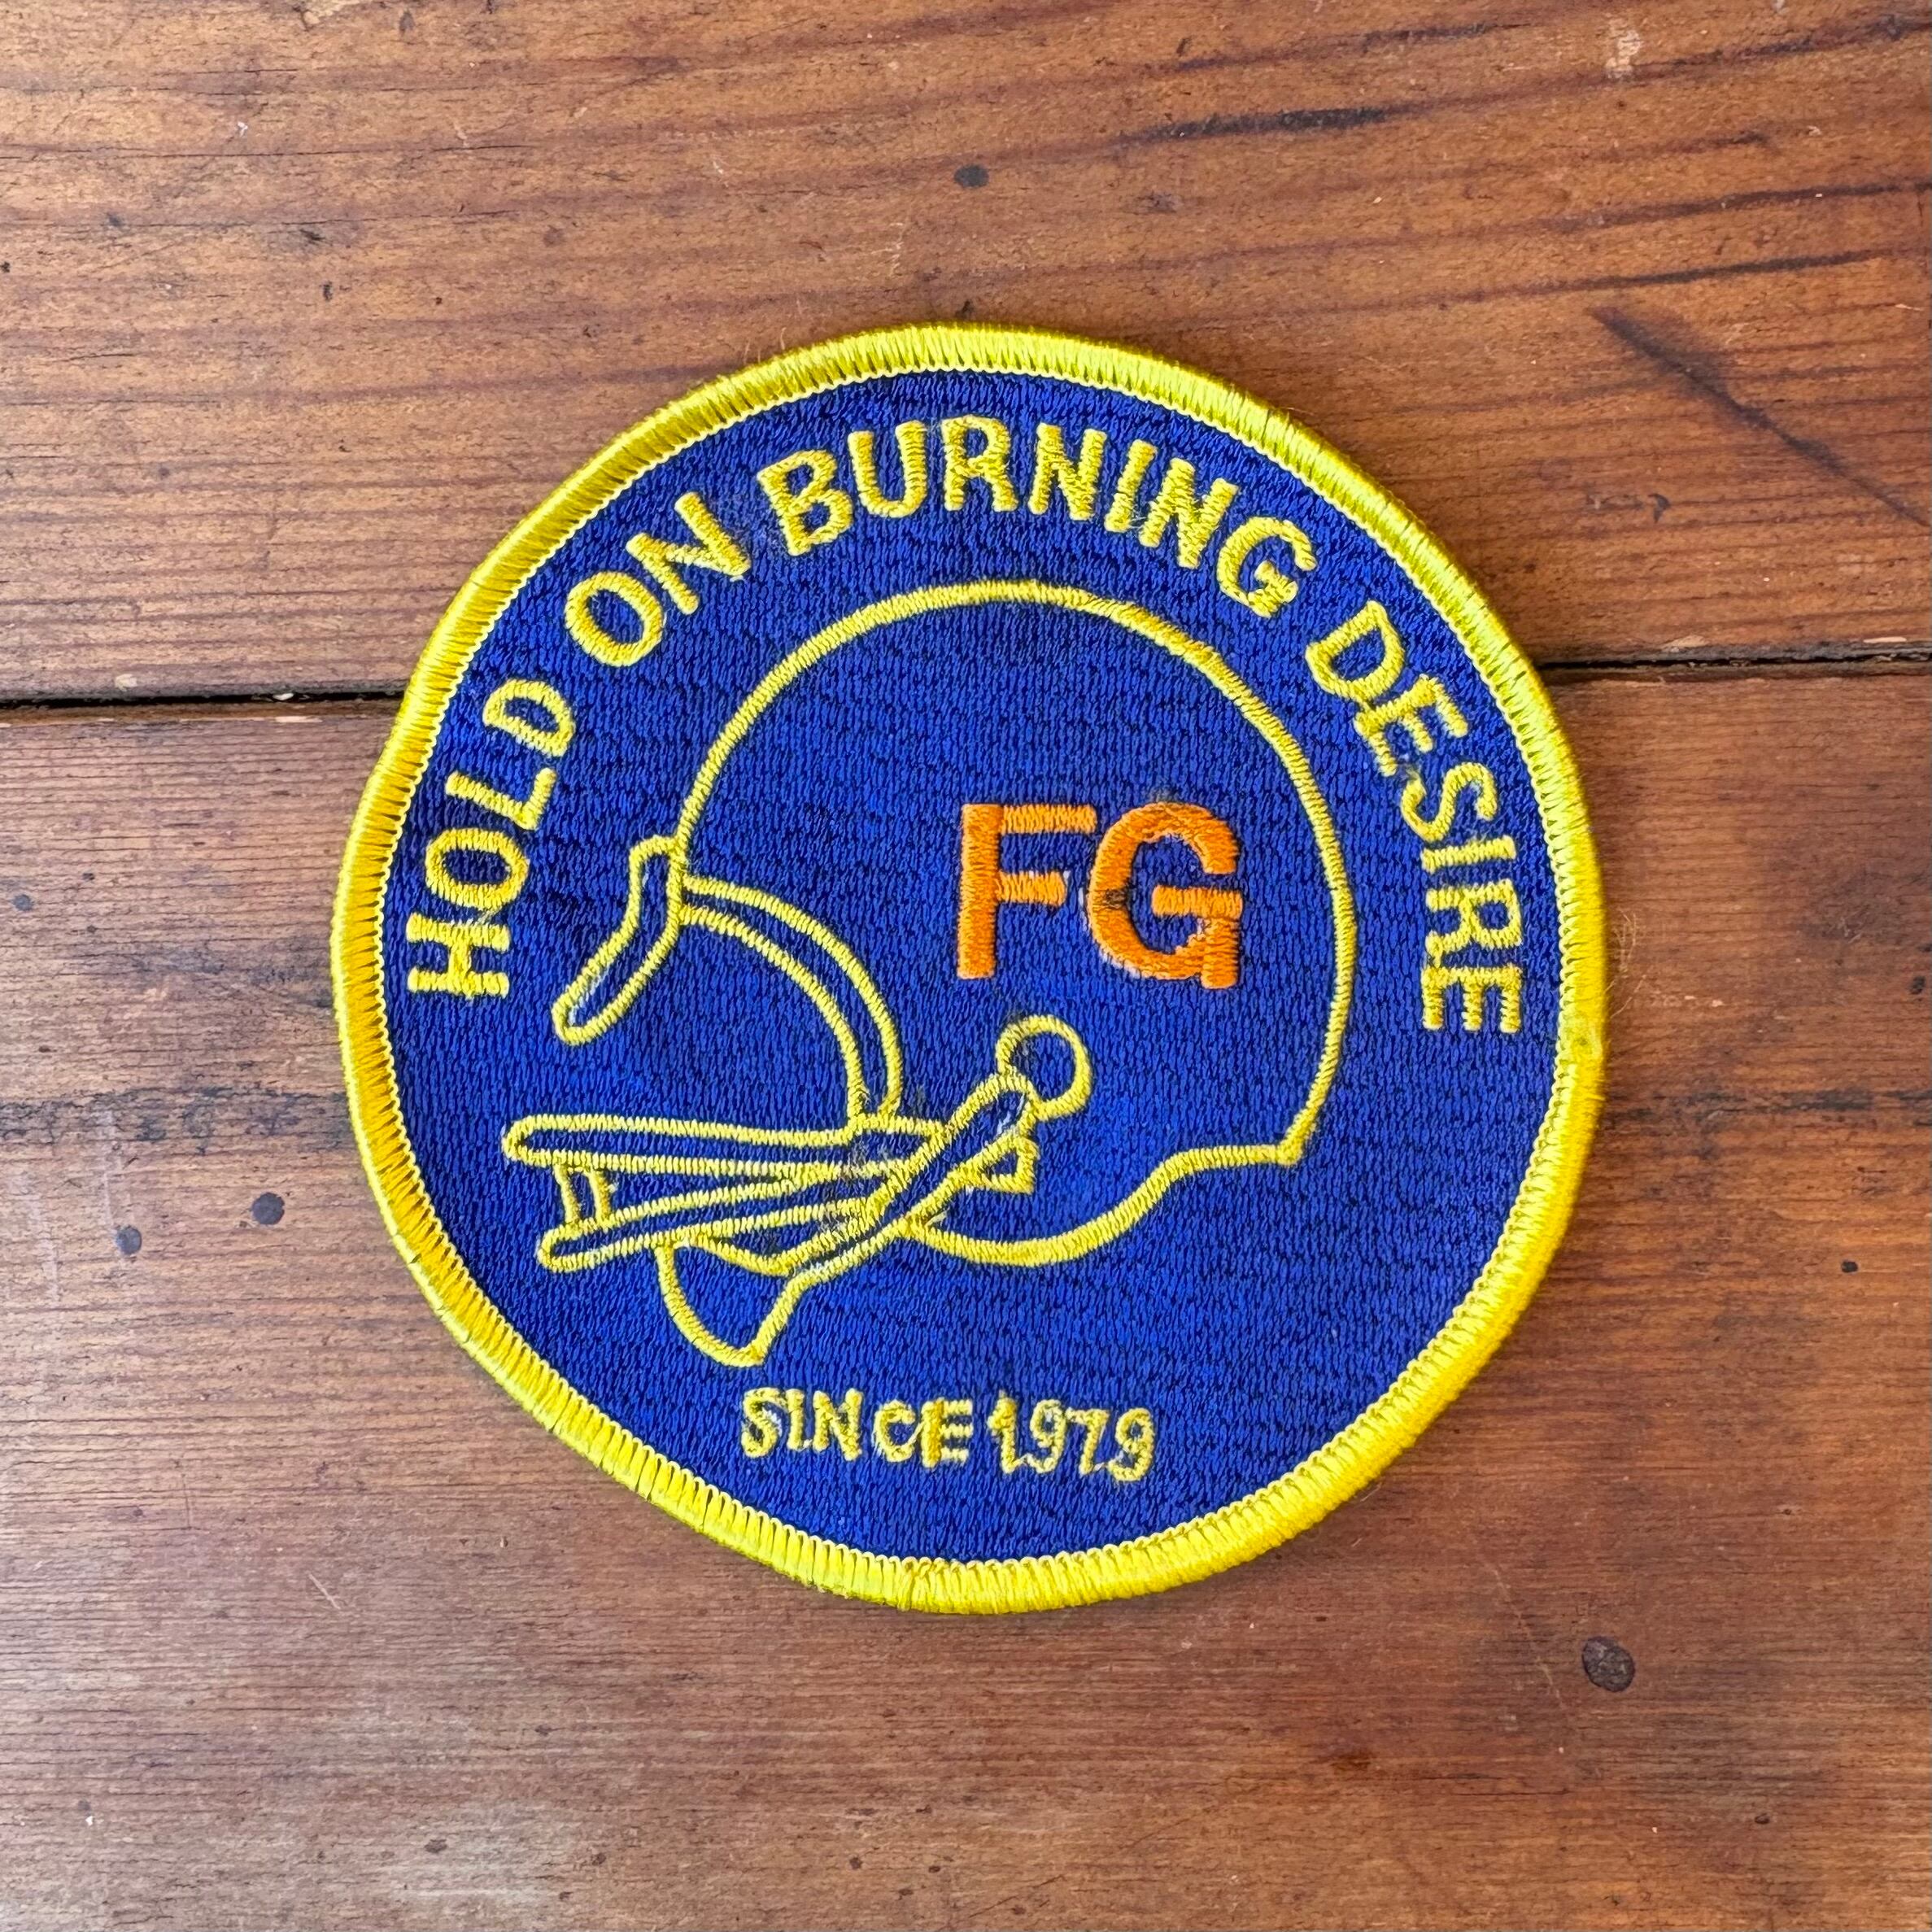 HOLD ON BURNING DESIRE
FG
SINCE 1979